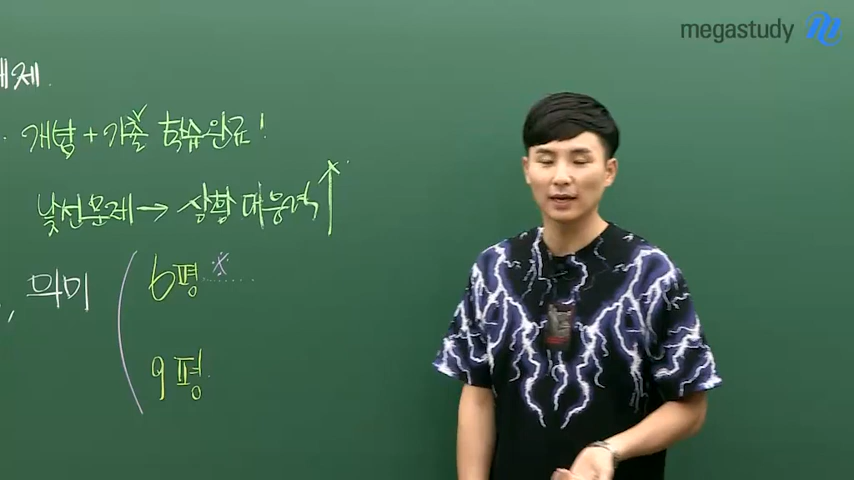 megastudy
제.
· 개념 + 기출 학습완료!
낯선문제 → 상황 대응력 ↑
, 의미
6평
9평.